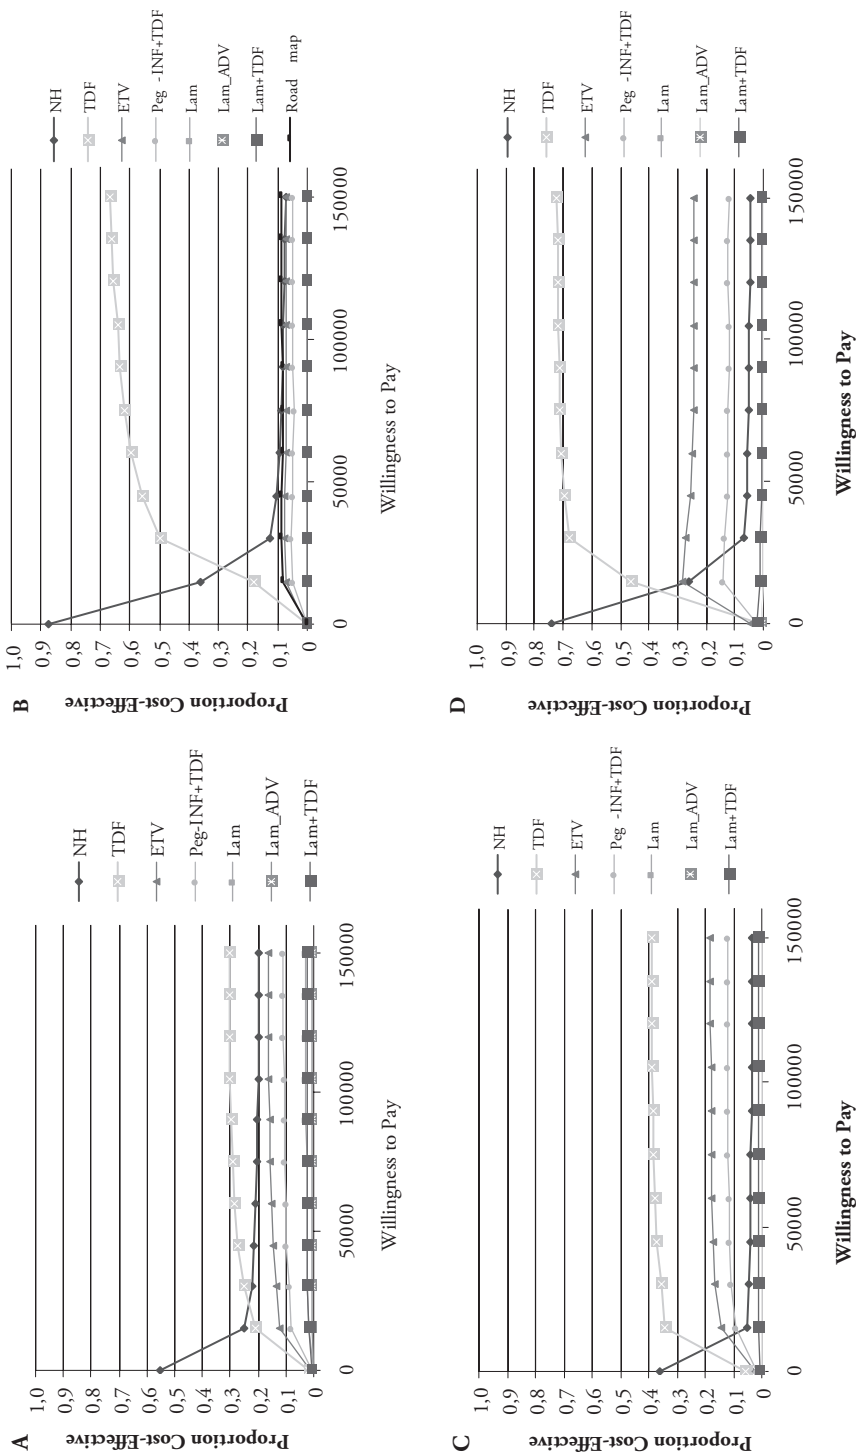 A
Proportion Cost-Effective
1,0
0,9
0,8
0,7
0,6
0,5
0,4
0,3
0,2
0,1
0
0
50000
100000
150000
Willingness to Pay
NH
TDF
ETV
Peg-INF+TDF
Lam
Lam_ADV
Lam+TDF
B
Proportion Cost-Effective
1,0
0,9
0,8
0,7
0,6
0,5
0,4
0,3
0,2
0,1
0
0
50000
100000
150000
Willingness to Pay
NH
TDF
ETV
Peg -INF+TDF
Lam
Lam_ADV
Lam+TDF
Road map
C
Proportion Cost-Effective
1,0
0,9
0,8
0,7
0,6
0,5
0,4
0,3
0,2
0,1
0
0
50000
100000
150000
Willingness to Pay
NH
TDF
ETV
Peg -INF+TDF
Lam
Lam_ADV
Lam+TDF
D
Proportion Cost-Effective
1,0
0,9
0,8
0,7
0,6
0,5
0,4
0,3
0,2
0,1
0
0
50000
100000
150000
Willingness to Pay
NH
TDF
ETV
Peg -INF+TDF
Lam
Lam_ADV
Lam+TDF